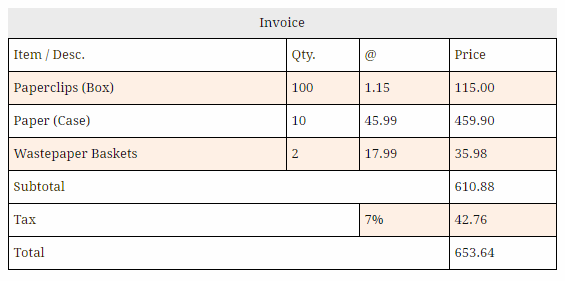 Invoice
Item / Desc. Qty. @ Price
Paperclips (Box) 100 1.15 115.00
Paper (Case) 10 45.99 459.90
Wastepaper Baskets 2 17.99 35.98
Subtotal 610.88
Tax 7% 42.76
Total 653.64